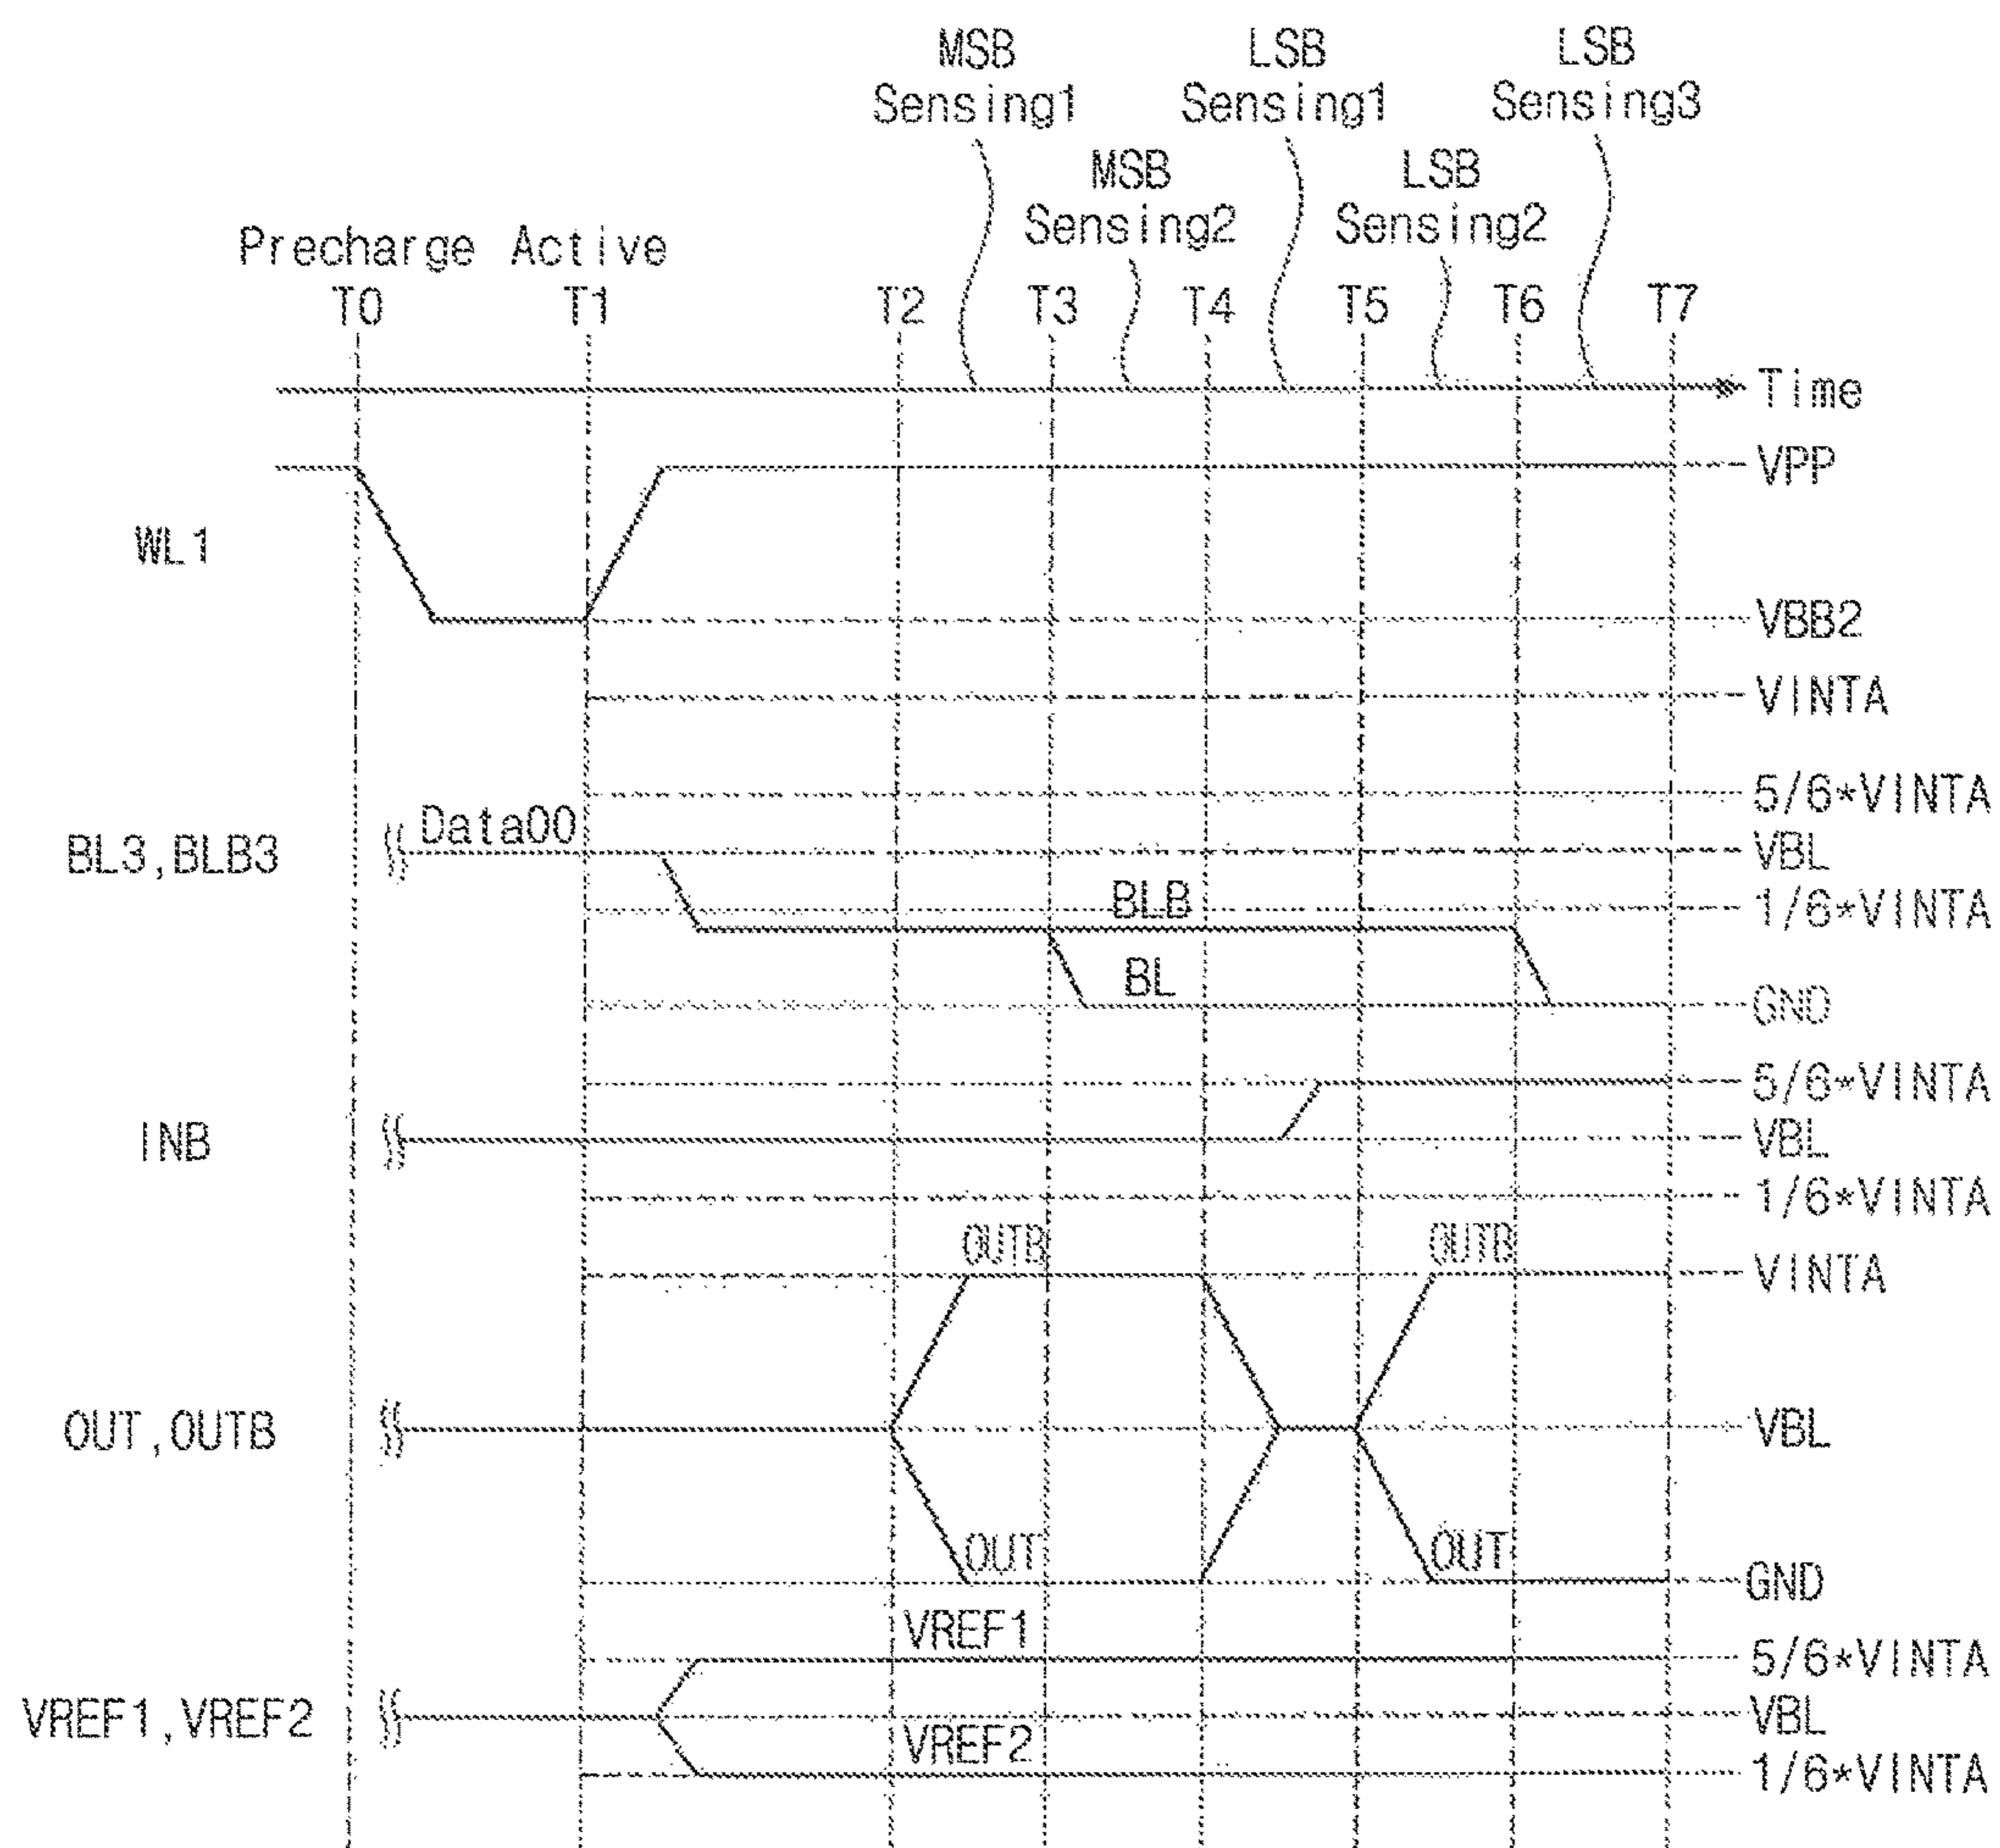 MSB
Sensing1
LSB
Sensing1
LSB
Sensing3
MSB
Sensing2
LSB
Sensing2
Precharge Active
T0 T1 T2 T3 T4 T5 T6 T7
Time
VPP
WL1
VBB2
VINTA
5/6*VINTA
Data00
BL3,BLB3
VBL
BLB
1/6*VINTA
BL
GND
5/6*VINTA
INB
VBL
1/6*VINTA
OUTB OUTB
VINTA
OUT,OUTB
VBL
OUT OUT
GND
VREF1
5/6*VINTA
VREF1,VREF2
VBL
VREF2
1/6*VINTA